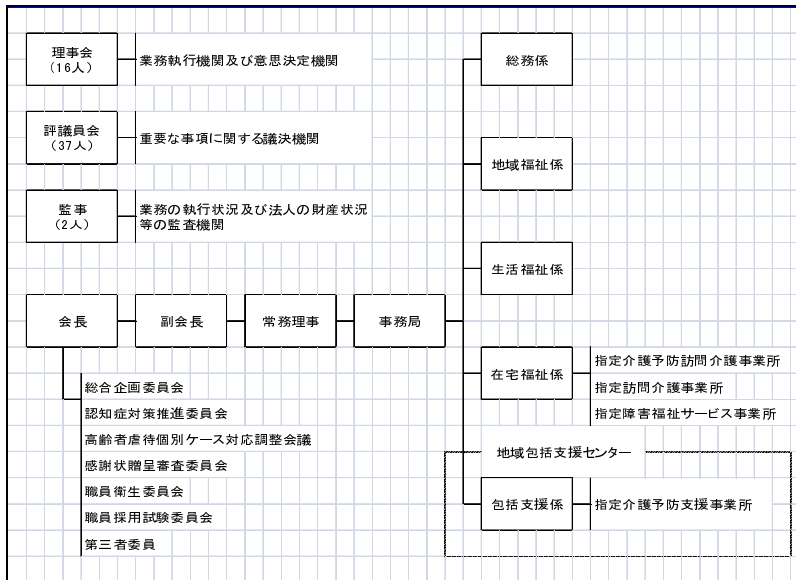 理事会
（16人）
業務執行機関及び意思決定機関
評議員会
（37人）
重要な事項に関する議決機関
監事
（2人）
業務の執行状況及び法人の財産状況
等の監査機関
会長
副会長
常務理事
事務局
総合企画委員会
認知症対策推進委員会
高齢者虐待個別ケース対応調整会議
感謝状贈呈審査委員会
職員衛生委員会
職員採用試験委員会
第三者委員
総務係
地域福祉係
生活福祉係
在宅福祉係
指定介護予防訪問介護事業所
指定訪問介護事業所
指定障害福祉サービス事業所
地域包括支援センター
包括支援係
指定介護予防支援事業所